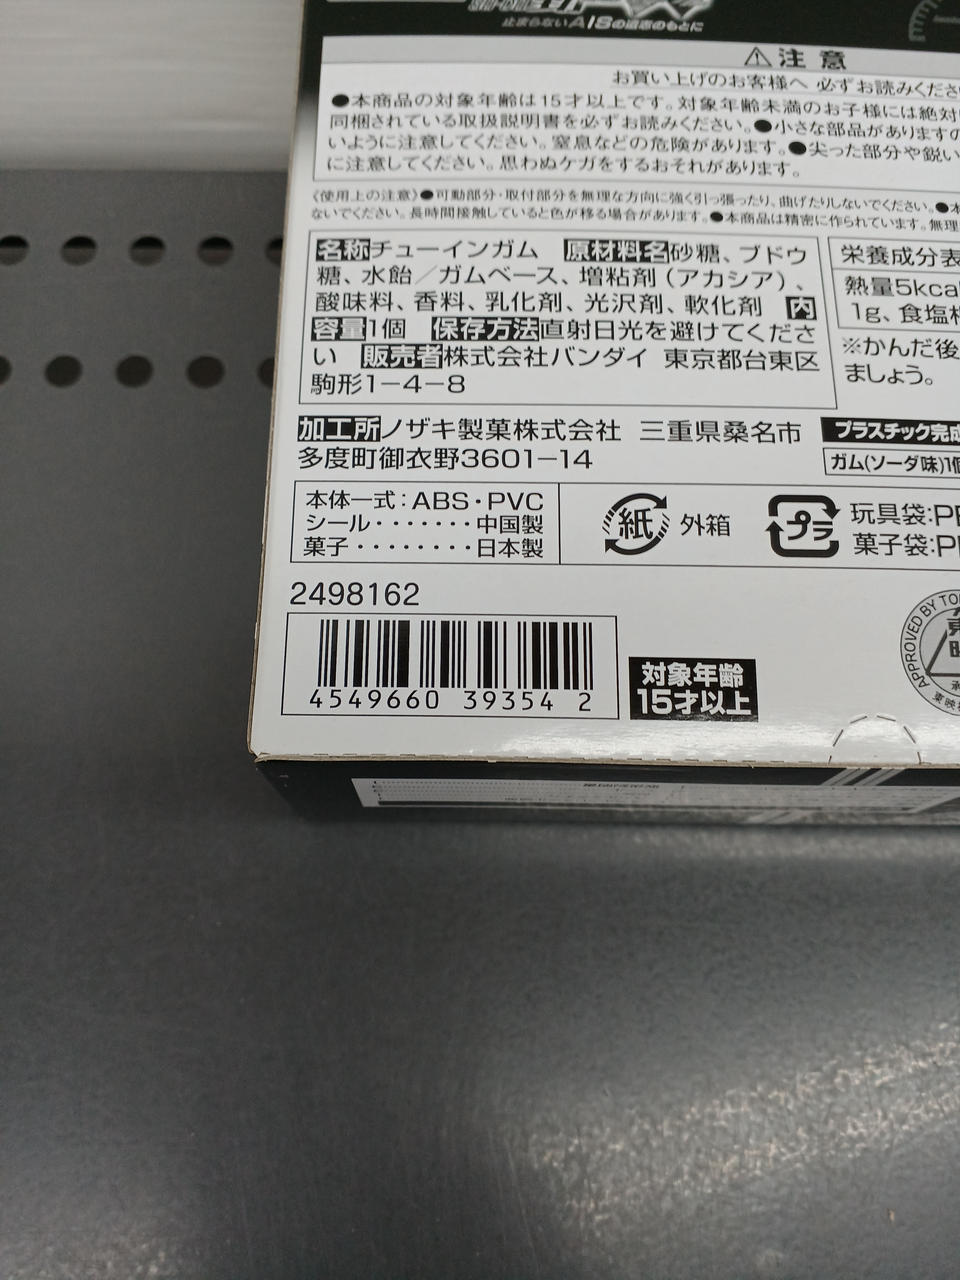 止まらないAISの遺志のもとに
⚠注意
お買い上げのお客様へ 必ずお読みくださ
●本商品の対象年齢は15才以上です。対象年齢未満のお子様には絶対
同梱されている取扱説明書を必ずお読みください。●小さな部品がありますの
いように注意してください。窒息などの危険があります。●尖った部分や鋭い
に注意してください。思わぬケガをするおそれがあります。
〈使用上の注意〉●可動部分・取付部分を無理な方向に強く引っ張ったり、曲げたりしないでください。●本
ないでください。長時間接触していると色が移る場合があります。●本商品は精密に作られています。無理
名称チューインガム 原材料名砂糖、ブドウ
糖、水飴／ガムベース、増粘剤（アカシア）、
酸味料、香料、乳化剤、光沢剤、軟化剤 内
容量1個 保存方法直射日光を避けてくださ
い 販売者株式会社バンダイ 東京都台東区
駒形1－4－8
栄養成分表
熱量5kca
1g、食塩相
※かんだ後
ましょう。
加工所ノザキ製菓株式会社 三重県桑名市
多度町御衣野3601－14
プラスチック完成
ガム(ソーダ味)1個
本体一式：ABS・PVC
シール・・・・・・・中国製
菓子・・・・・・・・日本製
紙 外箱
プラ 玩具袋:P
菓子袋:P
2498162
4549660 39354 2
対象年齢
15才以上
APPROVED BY TO